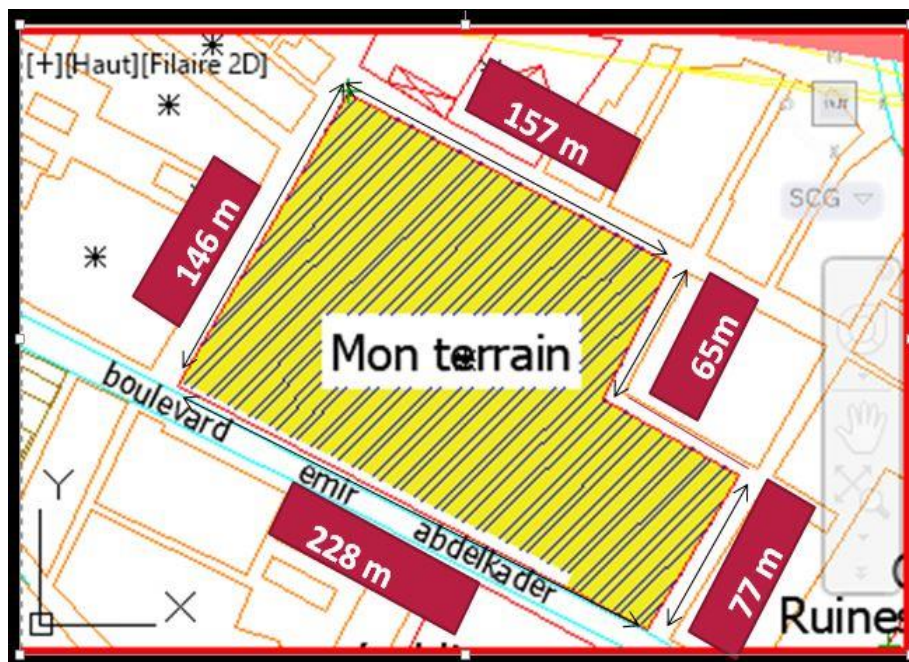 [+][Haut][Filaire 2D]
157 m
SCG
146 m
65m
Mon terrain
boulevard
emir
abdelkader
228 m
77 m
Y
X
Ruines